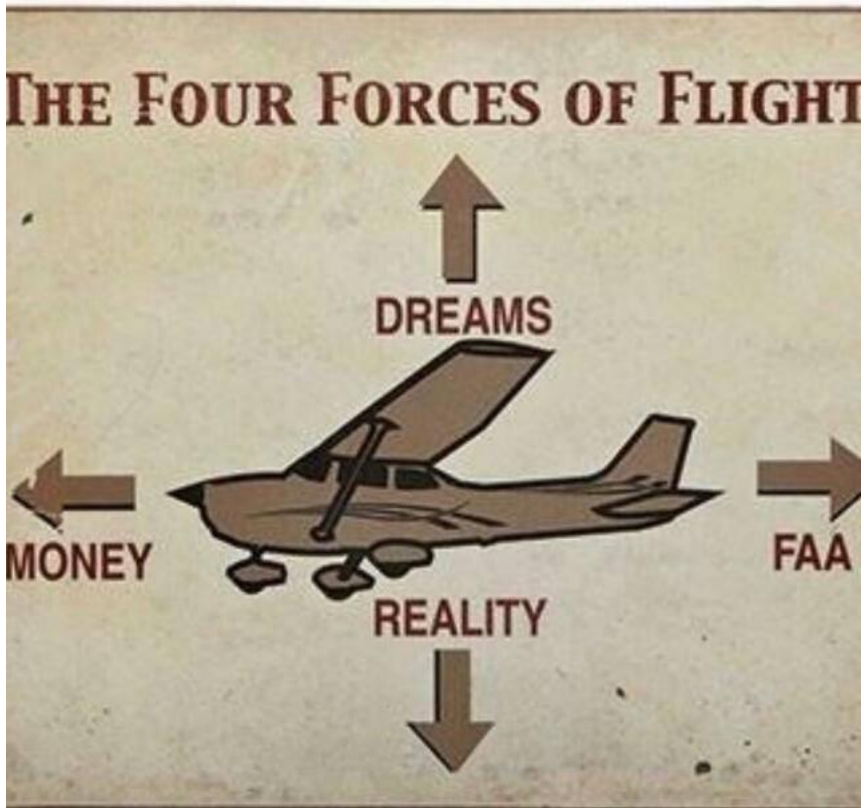 THE FOUR FORCES OF FLIGHT
DREAMS
MONEY
FAA
REALITY